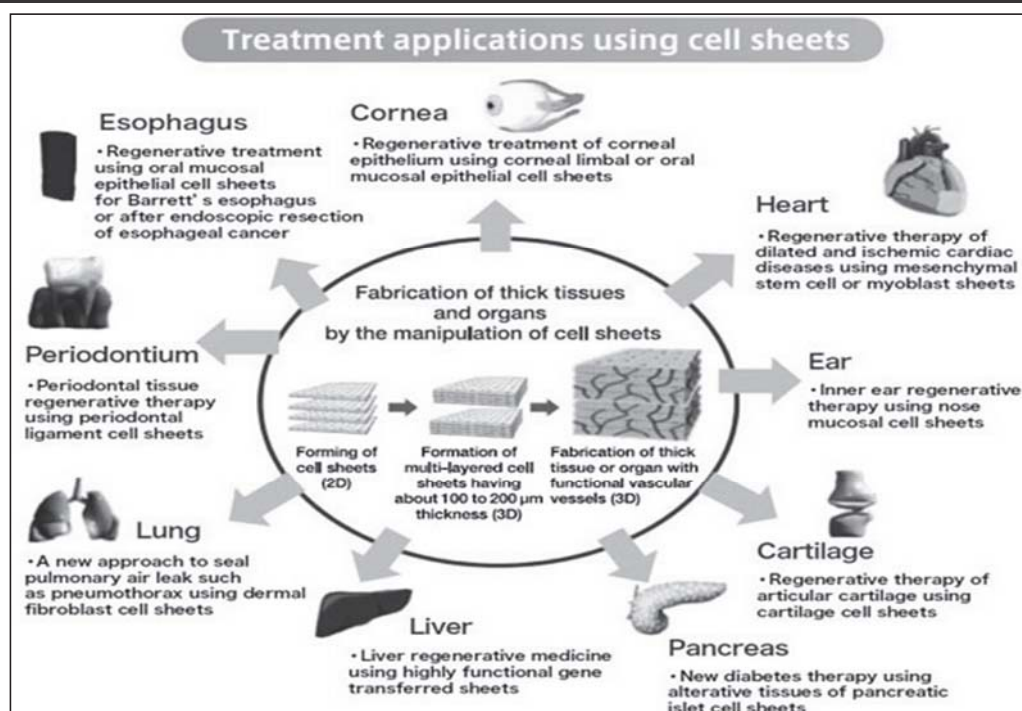 Treatment applications using cell sheets
Esophagus
•Regenerative treatment
using oral mucosal
epithelial cell sheets
for Barrett's esophagus
or after endoscopic resection
of esophageal cancer
Cornea
•Regenerative treatment of corneal
epithelium using corneal limbal or oral
mucosal epithelial cell sheets
Heart
•Regenerative therapy of
dilated and ischemic cardiac
diseases using mesenchymal
stem cell or myoblast sheets
Periodontium
•Periodontal tissue
regenerative therapy
using periodontal
ligament cell sheets
Fabrication of thick tissues
and organs
by the manipulation of cell sheets
Forming of
cell sheets
(2D)
Formation of
multi-layered cell
sheets having
about 100 to 200 μm
thickness (3D)
Fabrication of thick
tissue or organ with
functional vascular
vessels (3D)
Ear
•Inner ear regenerative
therapy using nose
mucosal cell sheets
Lung
•A new approach to seal
pulmonary air leak such
as pneumothorax using dermal
fibroblast cell sheets
Liver
•Liver regenerative medicine
using highly functional gene
transferred sheets
Cartilage
•Regenerative therapy of
articular cartilage using
cartilage cell sheets
Pancreas
•New diabetes therapy using
alterative tissues of pancreatic
islet cell sheets